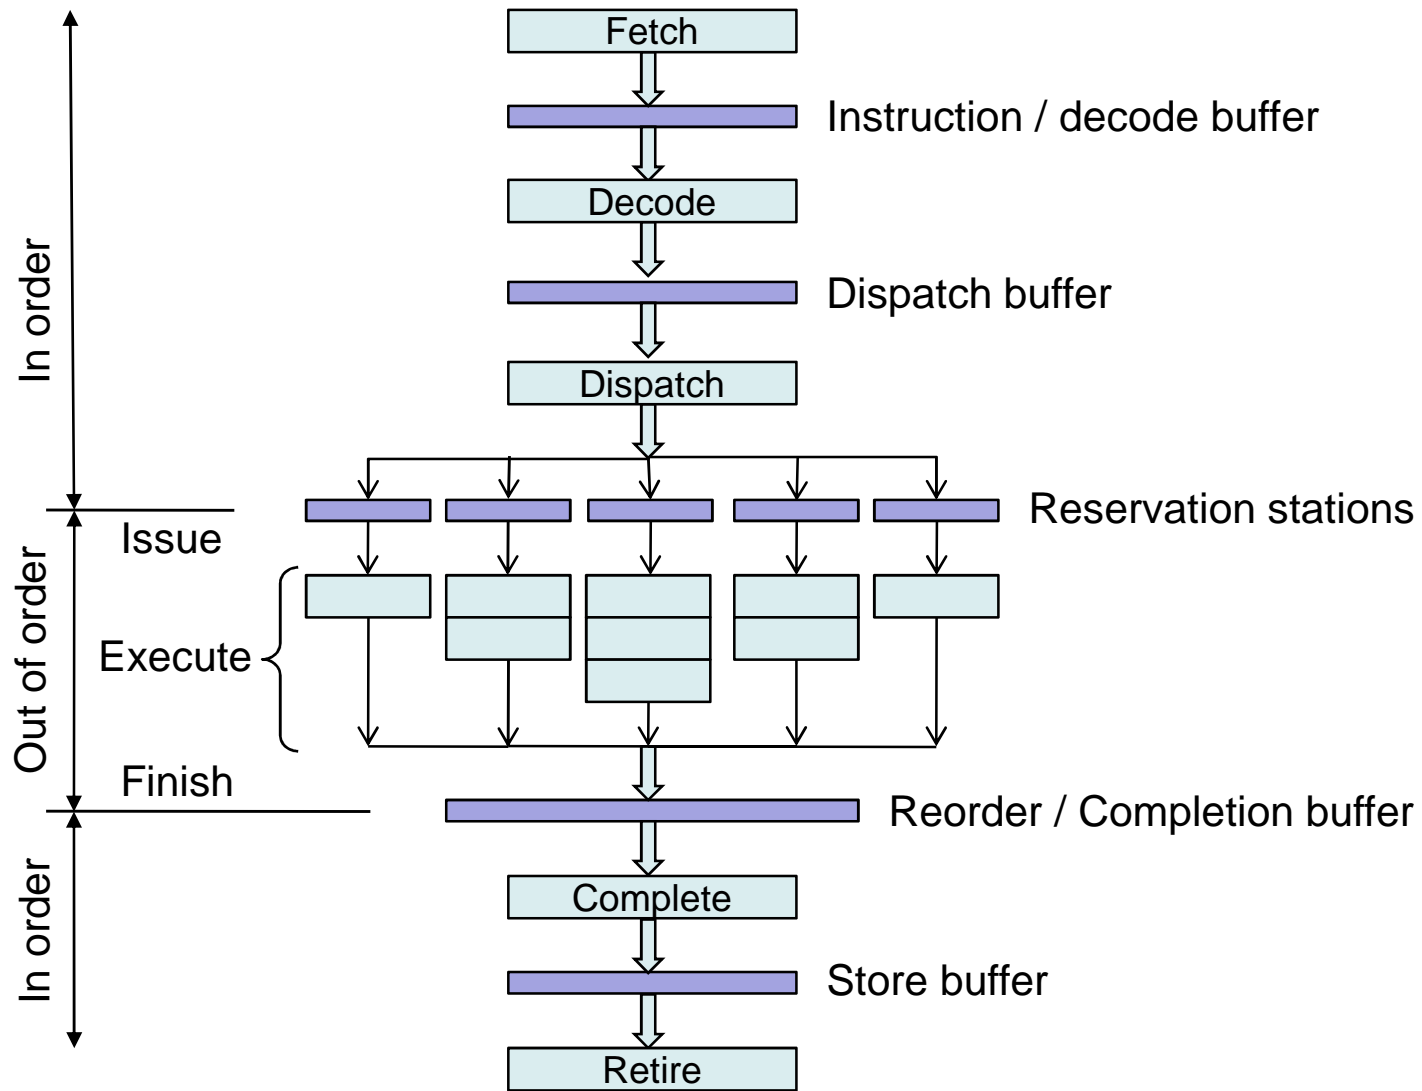 Fetch
Instruction / decode buffer
Decode
In order
Dispatch buffer
Dispatch
Reservation stations
Issue
Out of order
Execute
Finish
Reorder / Completion buffer
Complete
In order
Store buffer
Retire